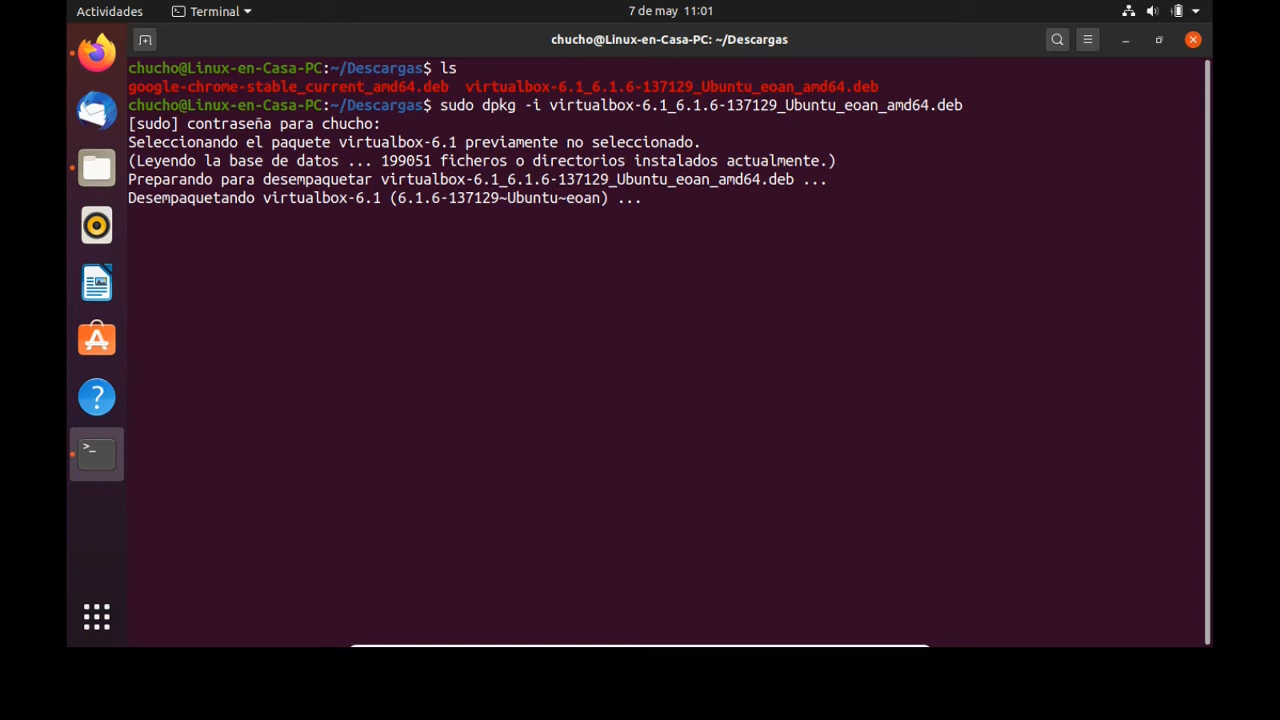 Actividades Terminal 7 de may 11:01
chucho@Linux-en-Casa-PC: ~/Descargas
chucho@Linux-en-Casa-PC:~/Descargas$ ls
google-chrome-stable_current_amd64.deb virtualbox-6.1_6.1.6-137129_Ubuntu_eoan_amd64.deb
chucho@Linux-en-Casa-PC:~/Descargas$ sudo dpkg -i virtualbox-6.1_6.1.6-137129_Ubuntu_eoan_amd64.deb
[sudo] contraseña para chucho:
Seleccionando el paquete virtualbox-6.1 previamente no seleccionado.
(Leyendo la base de datos ... 199051 ficheros o directorios instalados actualmente.)
Preparando para desempaquetar virtualbox-6.1_6.1.6-137129_Ubuntu_eoan_amd64.deb ...
Desempaquetando virtualbox-6.1 (6.1.6-137129~Ubuntu~eoan) ...